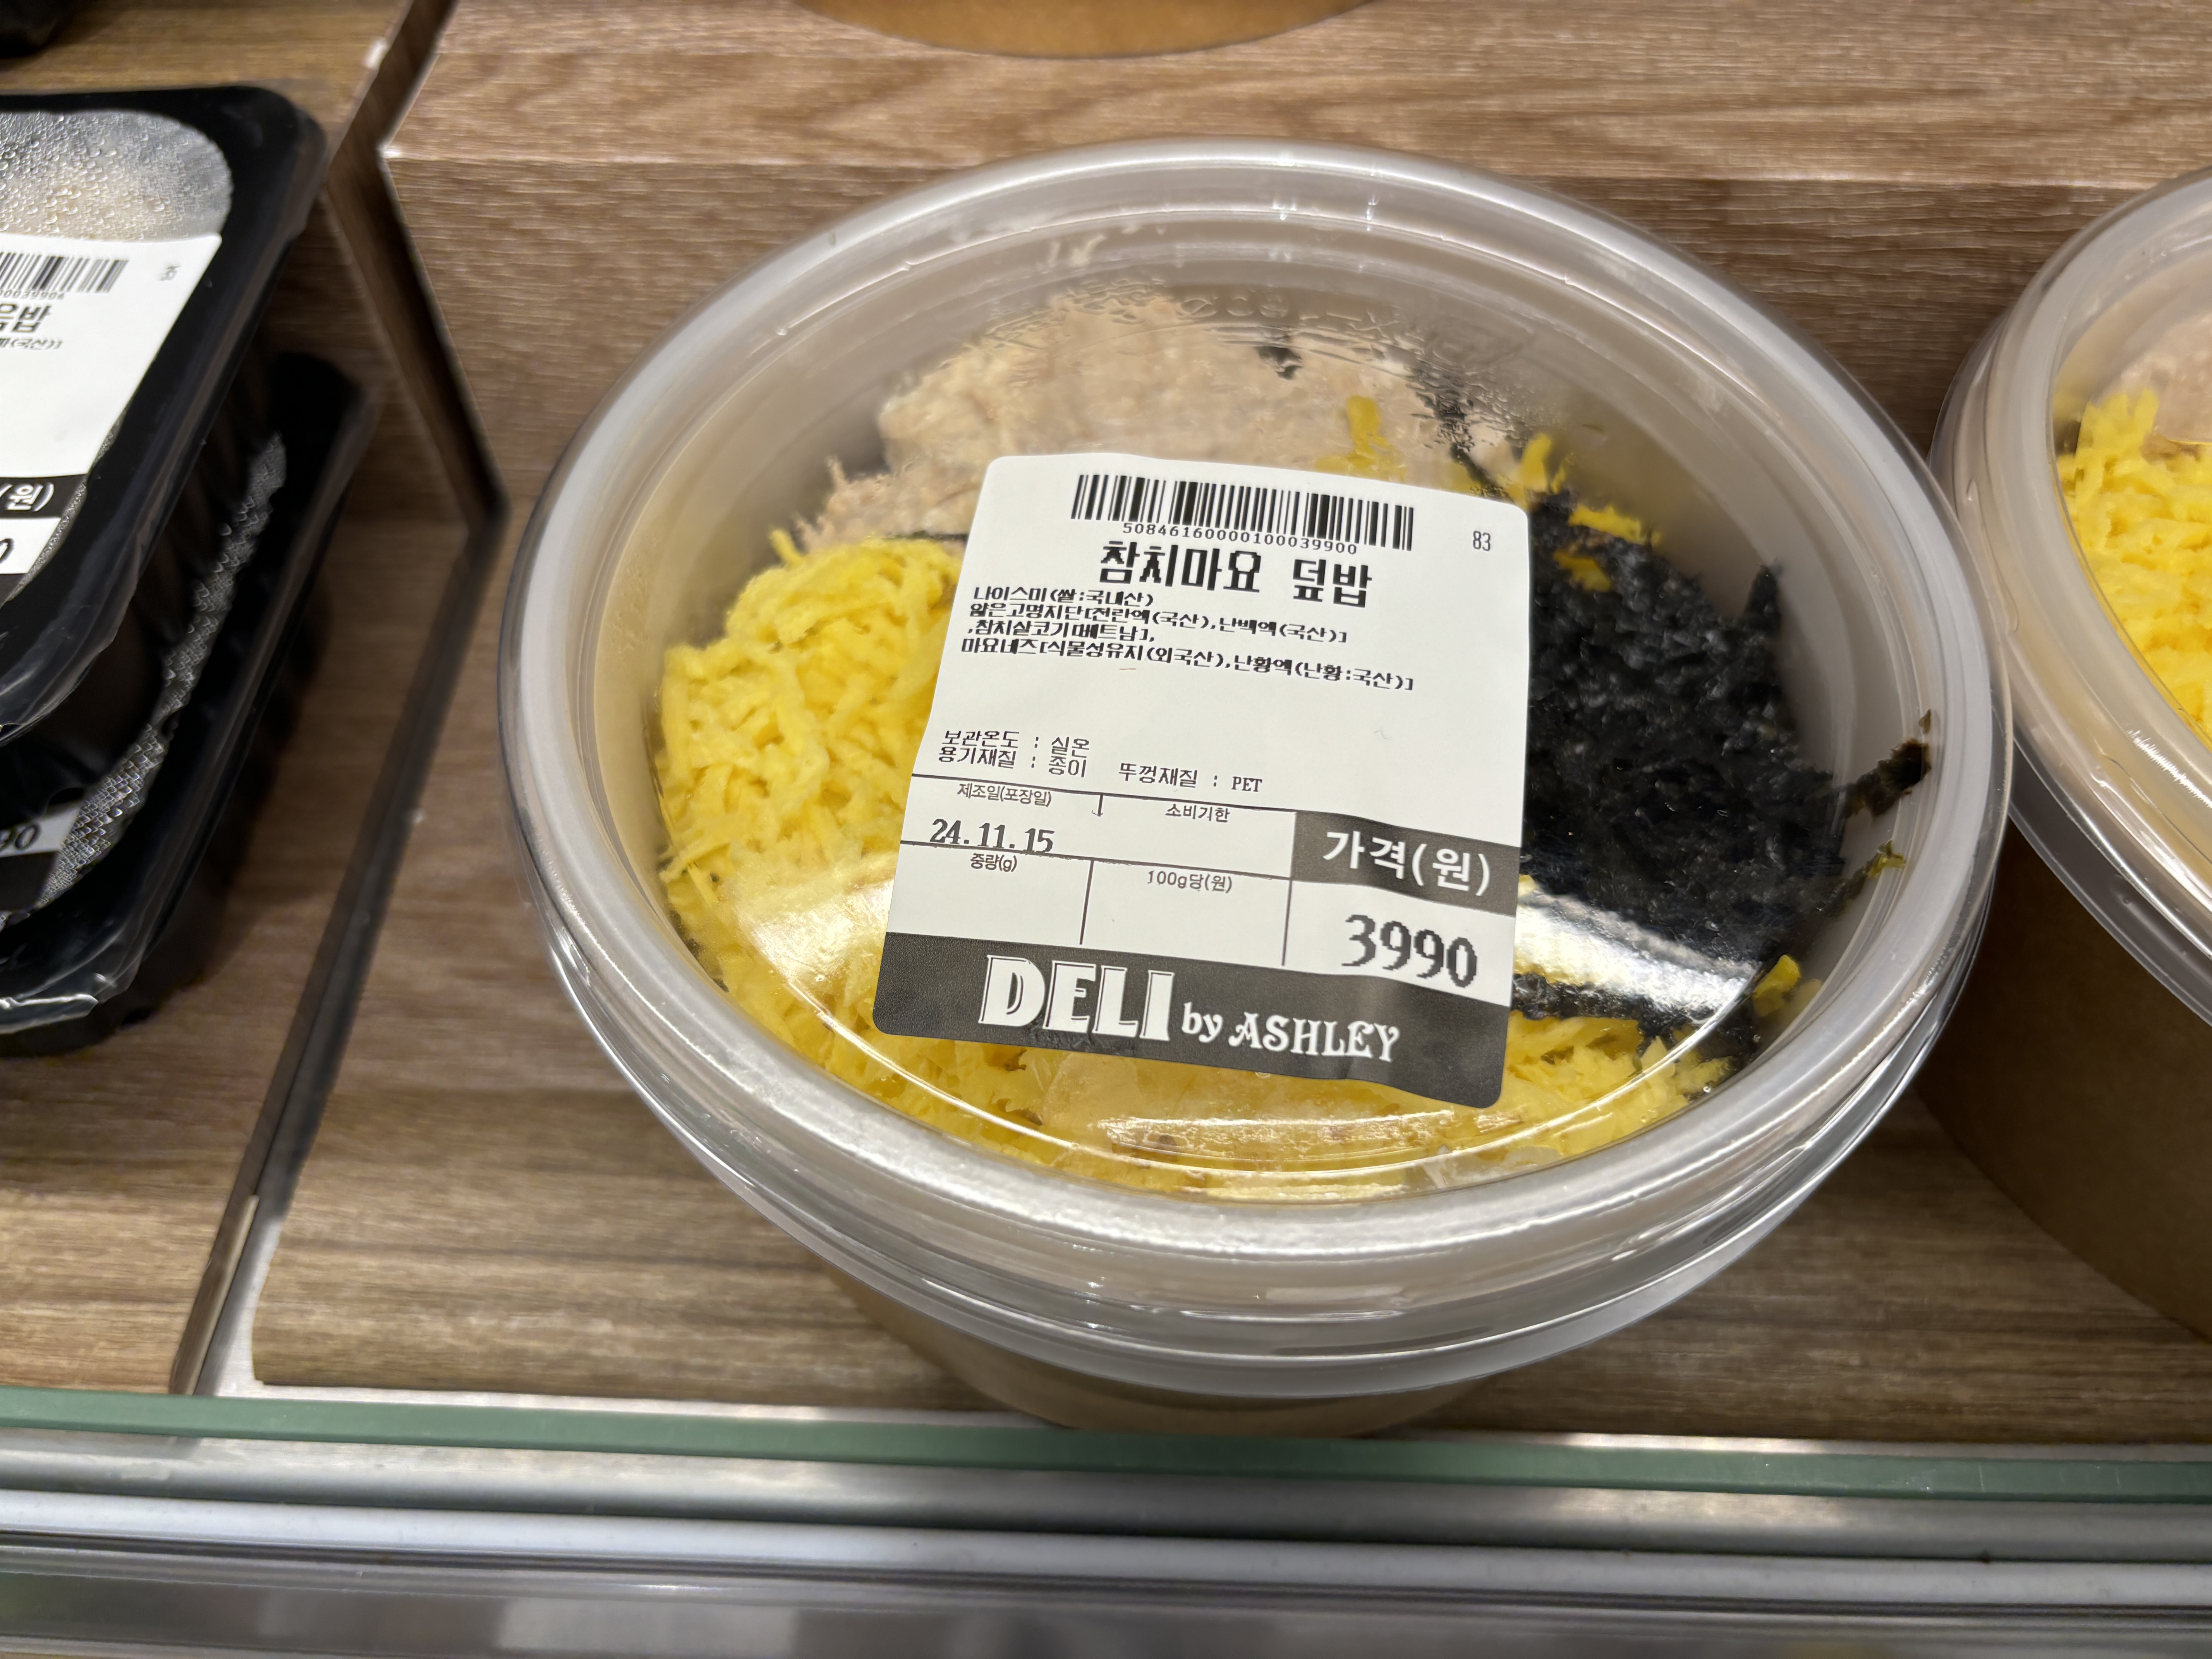 50846160000100039900
83
참치마요 덮밥
나이스미(쌀:국내산)
얇은고명지단[전란액(국산),난백액(국산)]
,참치살코기[베트남],
마요네즈[식물성유지(외국산),난황액(난황:국산)]
보관온도 : 실온
용기재질 : 종이 뚜껑재질 : PET
제조일(포장일) 소비기한
24.11.15
가격(원)
중량(g) 100g당(원)
3990
DELI by ASHLEY
(국산)]
(원)
90